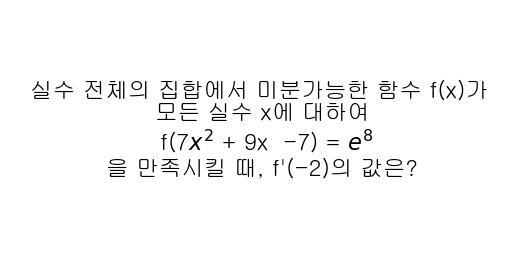 실수 전체의 집합에서 미분가능한 함수 f(x)가
모든 실수 x에 대하여
f(7x² + 9x −7) = e⁸
을 만족시킬 때, f'(−2)의 값은?